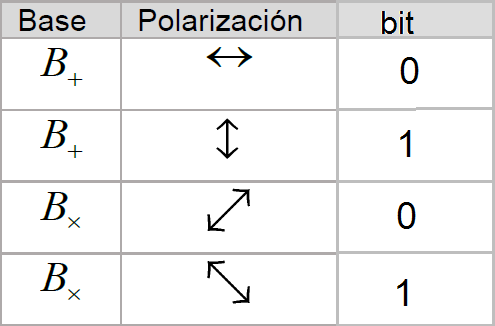 Base Polarización bit
B₊ ↔ 0
B₊ ↕ 1
B× ⤢ 0
B× ⤡ 1